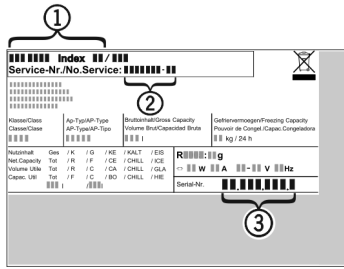 1
Index /
Service-Nr./No.Service: -
2
Klasse/Class Ap-Typ/AP-Type Bruttoinhalt/Gross Capacity Gefriervermoegen/Freezing Capacity
Classe/Clase AP-Type/AP-Tipo Volume Brut/Capacidad Brute Pouvoir de Congel./Capac.Congeladora
l kg / 24 h
Nutzinhalt Ges / K / G / KE / KALT / EIS
Net.Capacity Tot / R / F / CE / CHILL / ICE
Volume Utile Tot / R / C / CA / CHILL / GLA
Capac. Util Tot / F / C / BO / CHILL / HIE
l / l
R : g
W A - V Hz
Serial-Nr. . . .
3